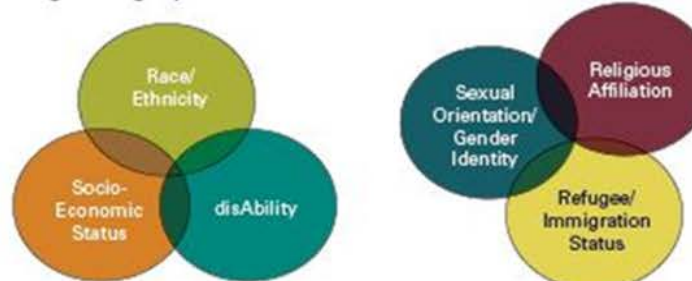 Race/
Ethnicity
Socio-
Economic
Status
disAbility
Sexual
Orientation/
Gender
Identity
Religious
Affiliation
Refugee/
Immigration
Status